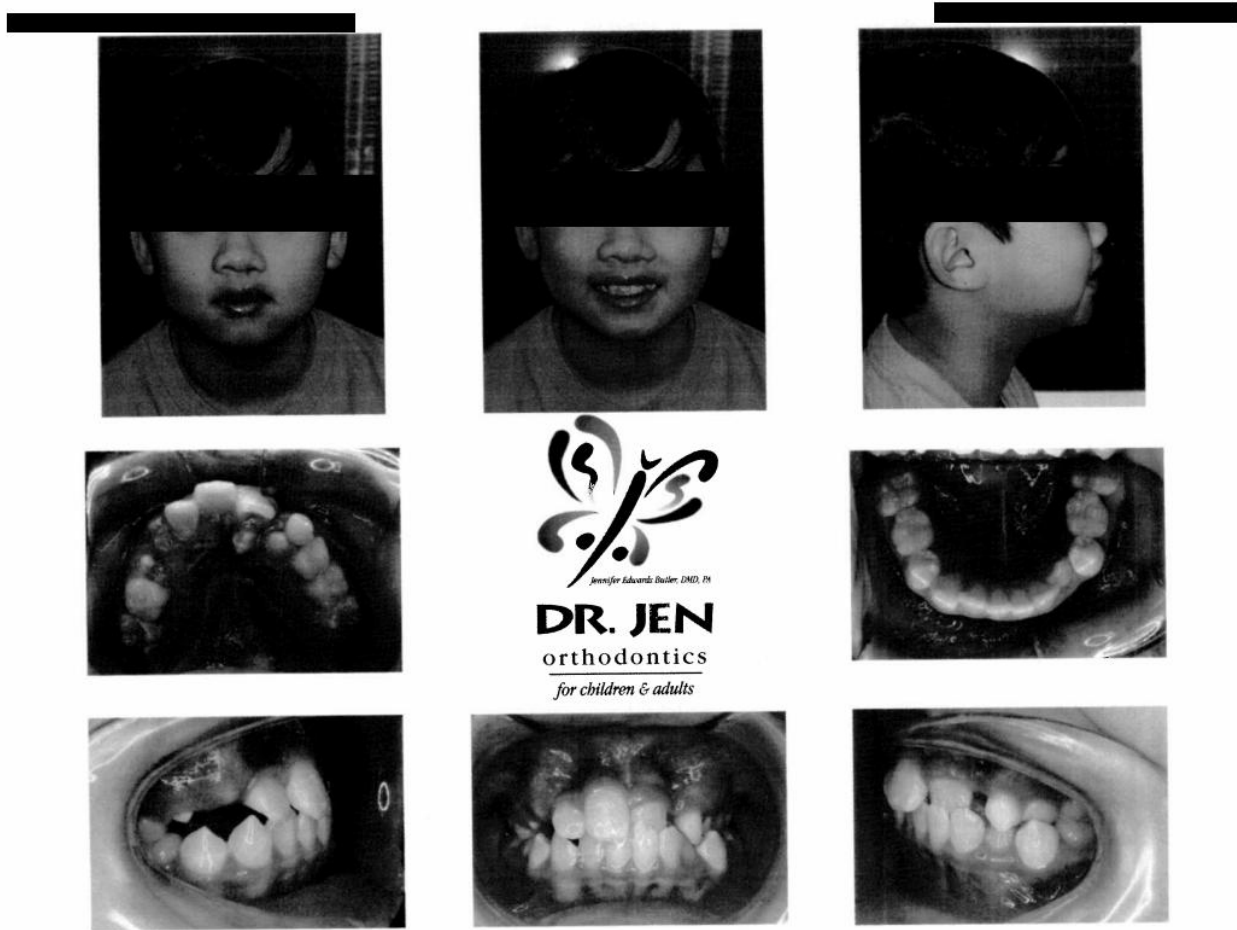 Jennifer Edwards Butler, DMD, PA
DR. JEN
orthodontics
for children & adults